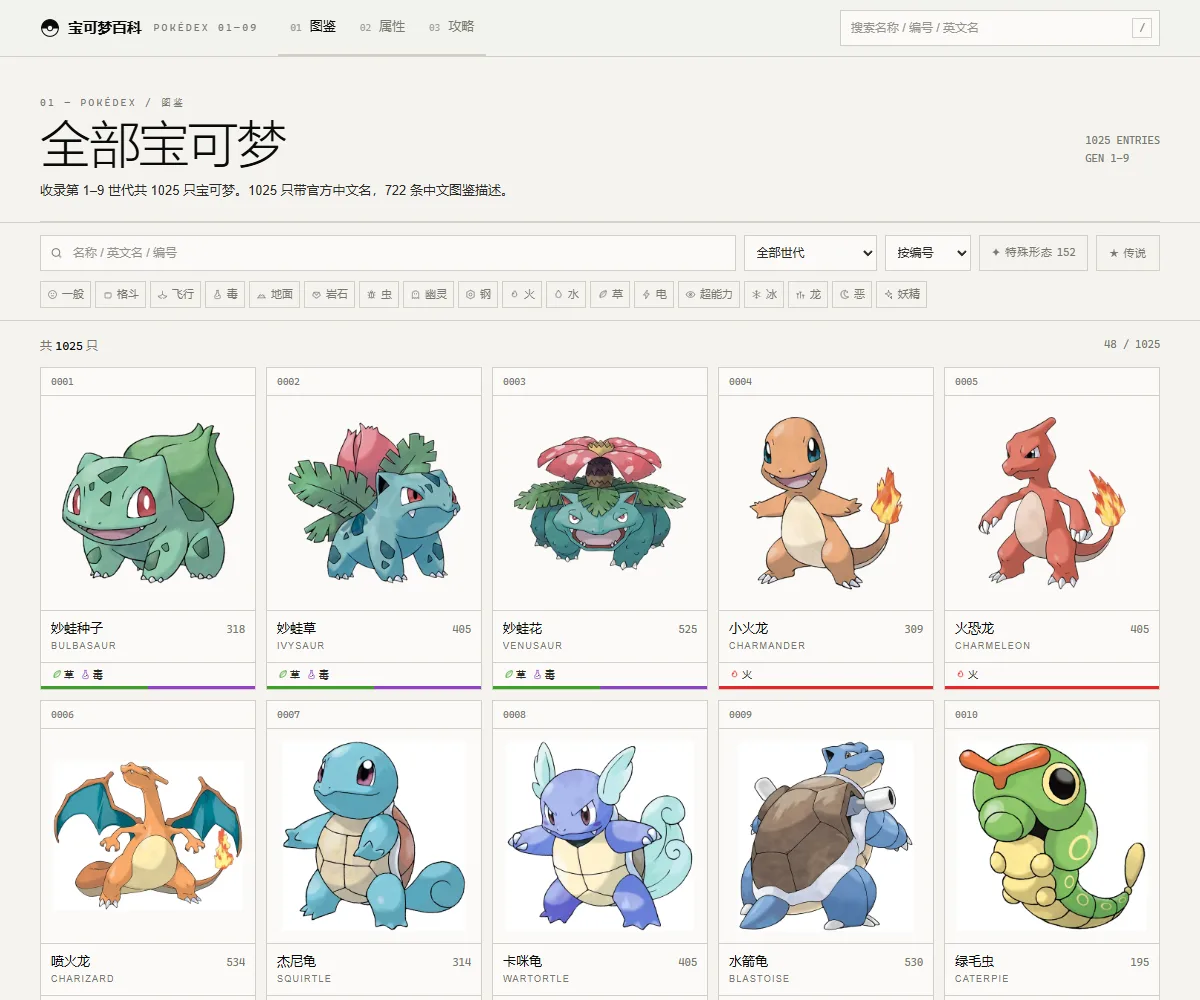 宝可梦百科 POKÉDEX 01—09 01 图鉴 02 属性 03 攻略 搜索名称 / 编号 / 英文名 /
01 — POKÉDEX / 图鉴
全部宝可梦
1025 ENTRIES
GEN 1–9
收录第 1–9 世代共 1025 只宝可梦。1025 只带官方中文名，722 条中文图鉴描述。
名称 / 英文名 / 编号 全部世代 按编号 ✦ 特殊形态 152 ★ 传说
一般 格斗 飞行 毒 地面 岩石 虫 幽灵 钢 火 水 草 电 超能力 冰 龙 恶 妖精
共 1025 只 48 / 1025
0001 0002 0003 0004 0005
妙蛙种子 318 妙蛙草 405 妙蛙花 525 小火龙 309 火恐龙 405
BULBASAUR IVYSAUR VENUSAUR CHARMANDER CHARMELEON
草 毒 草 毒 草 毒 火 火
0006 0007 0008 0009 0010
喷火龙 534 杰尼龟 314 卡咪龟 405 水箭龟 530 绿毛虫 195
CHARIZARD SQUIRTLE WARTORTLE BLASTOISE CATERPIE